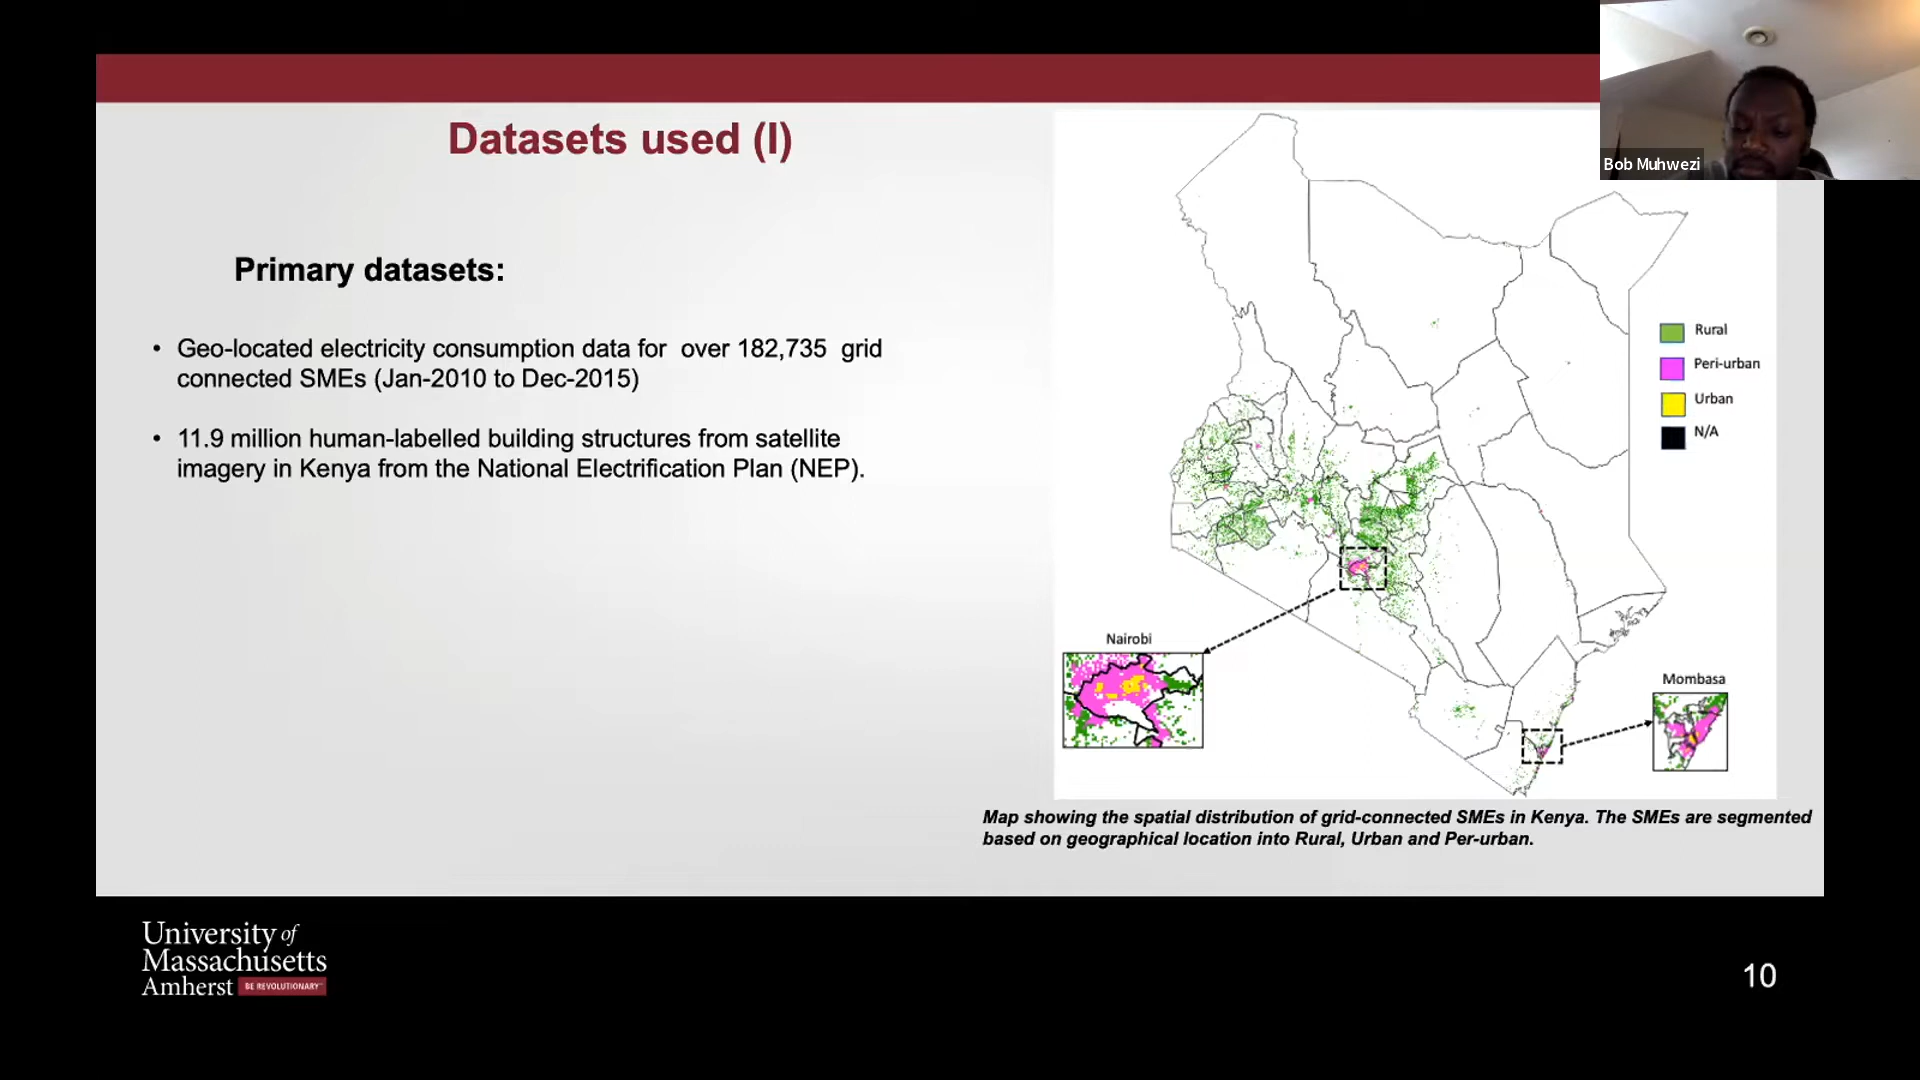 Datasets used (I)
Primary datasets:
• Geo-located electricity consumption data for over 182,735 grid
connected SMEs (Jan-2010 to Dec-2015)
• 11.9 million human-labelled building structures from satellite
imagery in Kenya from the National Electrification Plan (NEP).
Bob Muhwezi
Rural
Peri-urban
Urban
N/A
Nairobi
Mombasa
Map showing the spatial distribution of grid-connected SMEs in Kenya. The SMEs are segmented
based on geographical location into Rural, Urban and Per-urban.
University of
Massachusetts
Amherst BE REVOLUTIONARY™
10